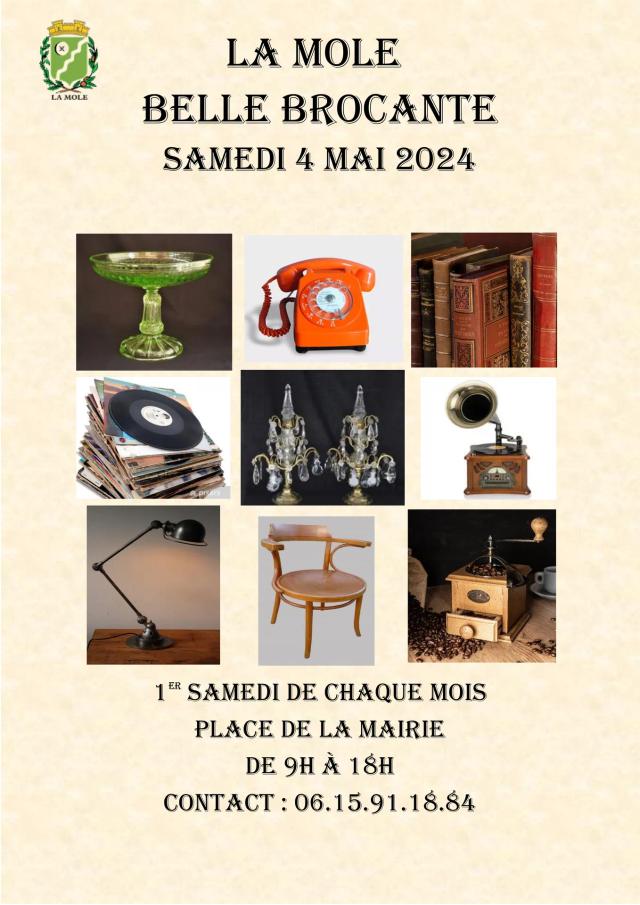 LA MOLE
LA MOLE
BELLE BROCANTE
SAMEDI 4 MAI 2024
1ER SAMEDI DE CHAQUE MOIS
PLACE DE LA MAIRIE
DE 9H À 18H
CONTACT : 06.15.91.18.84